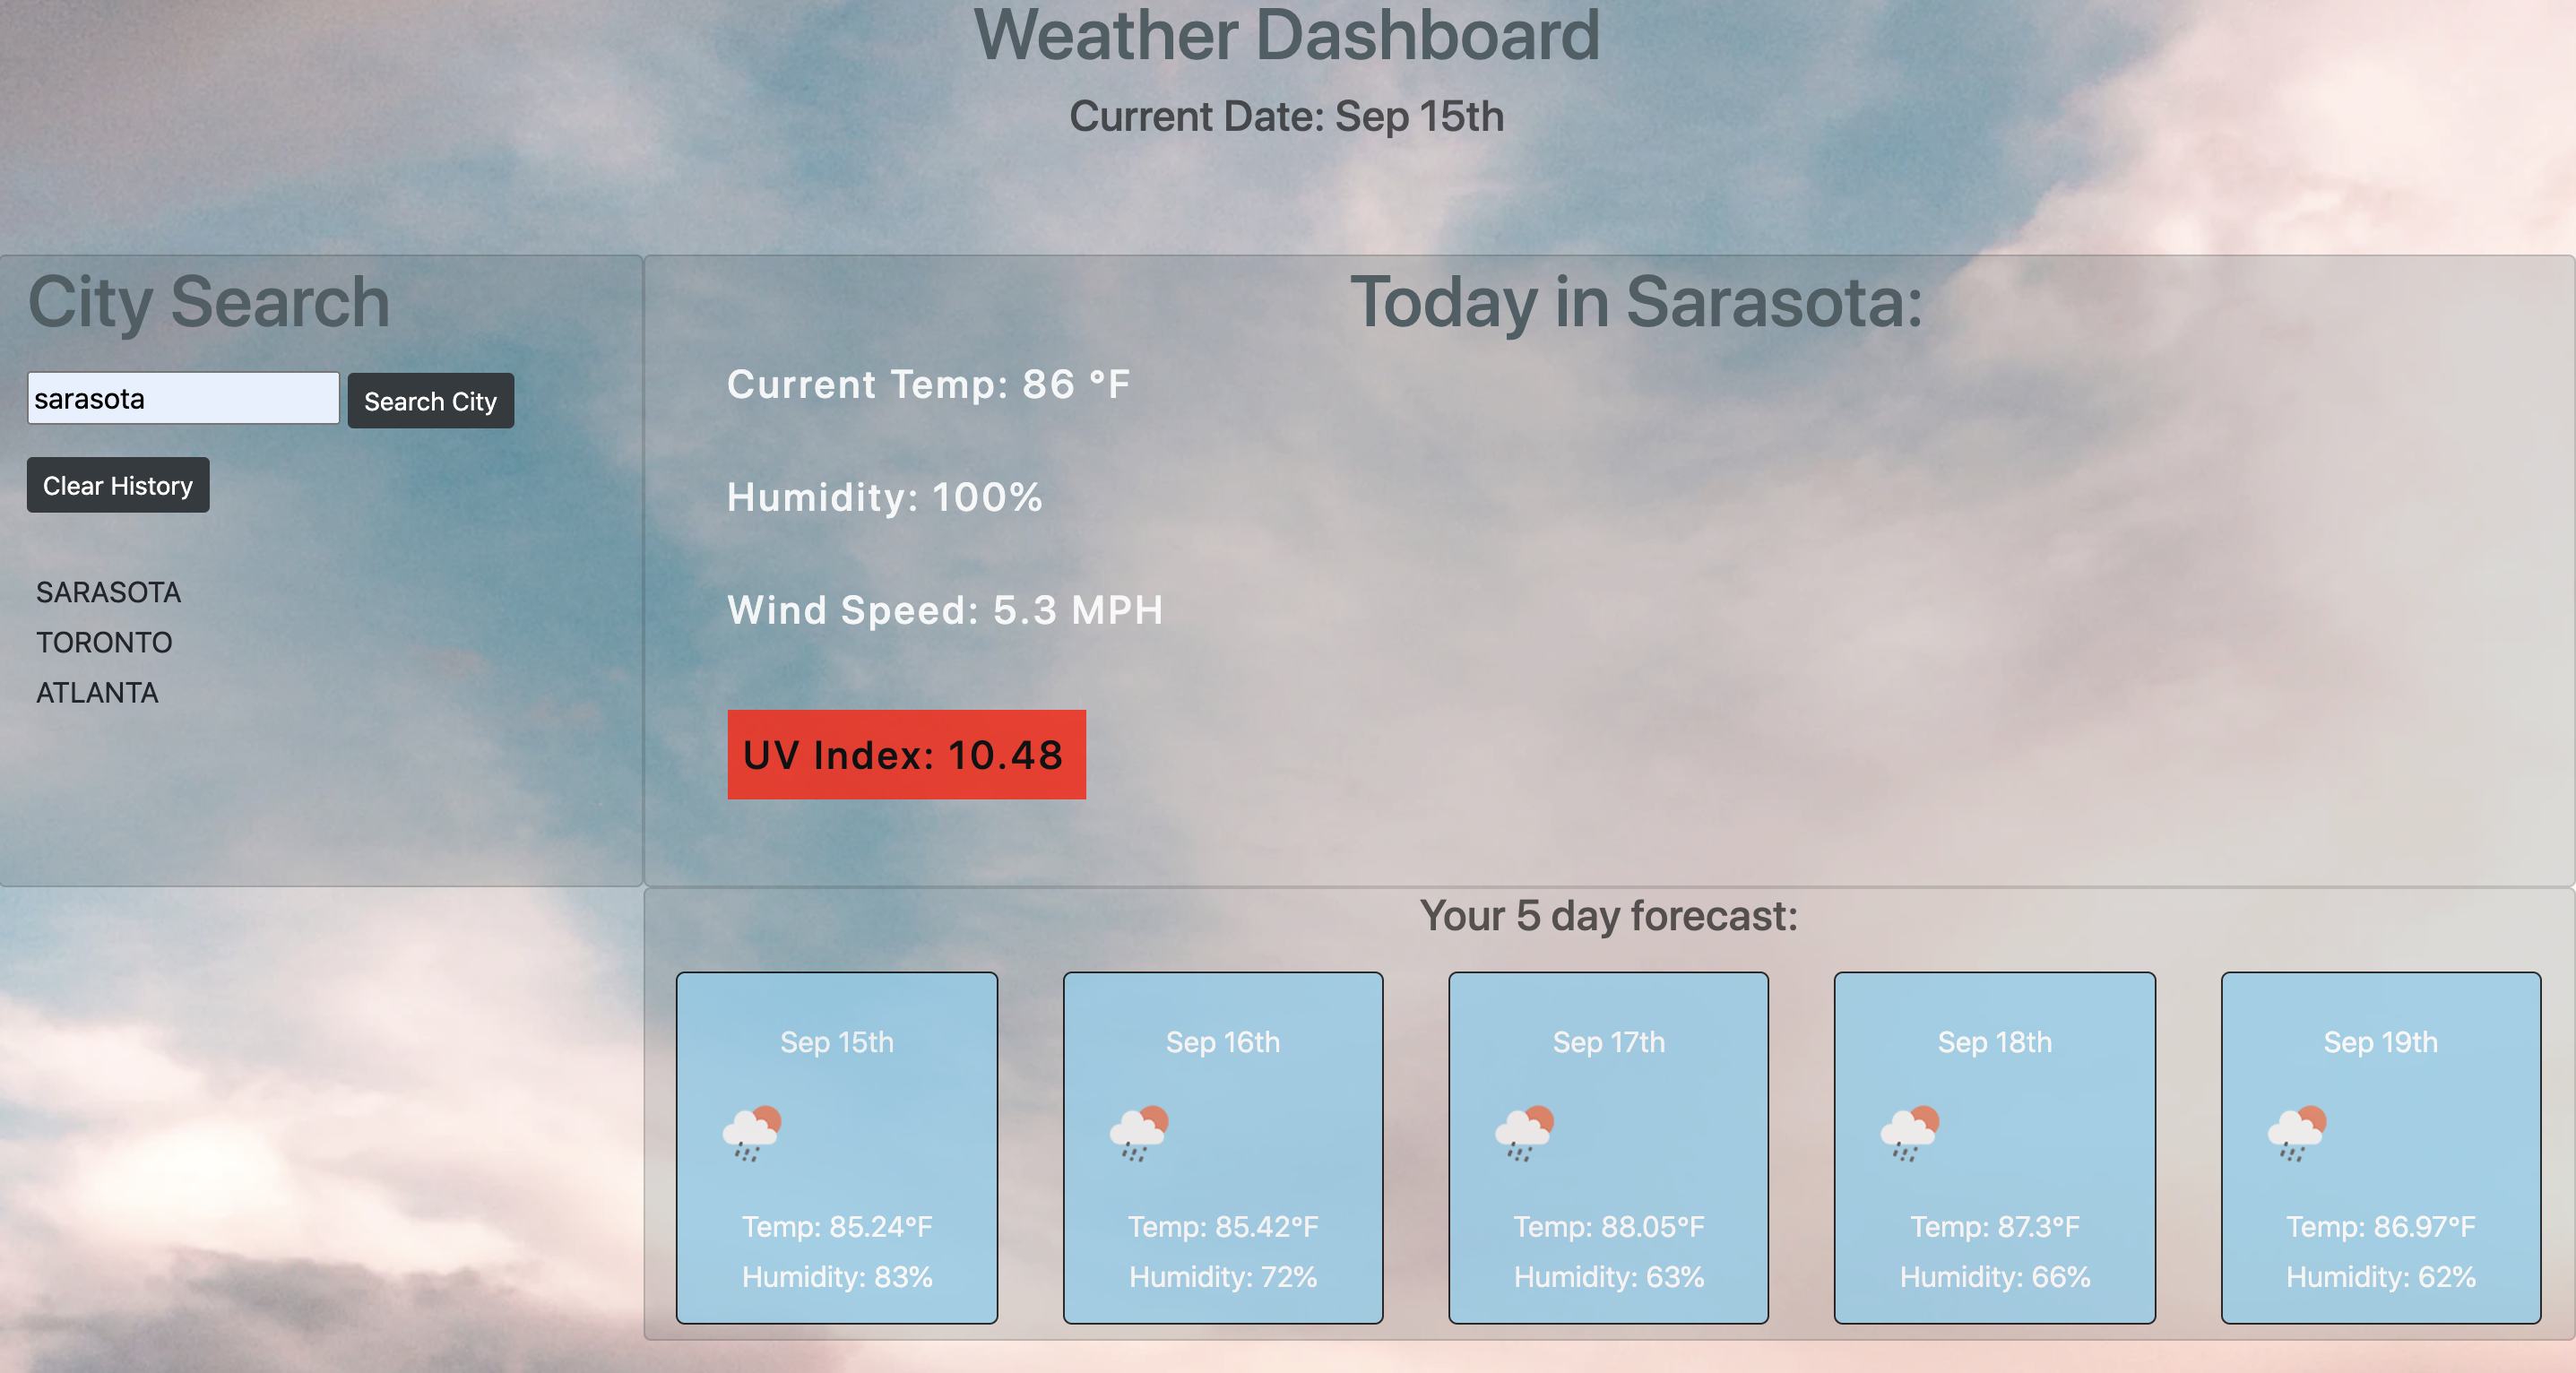 Weather Dashboard
Current Date: Sep 15th
City Search
sarasota
Search City
Clear History
SARASOTA
TORONTO
ATLANTA
Today in Sarasota:
Current Temp: 86 °F
Humidity: 100%
Wind Speed: 5.3 MPH
UV Index: 10.48
Your 5 day forecast:
Sep 15th
Temp: 85.24°F
Humidity: 83%
Sep 16th
Temp: 85.42°F
Humidity: 72%
Sep 17th
Temp: 88.05°F
Humidity: 63%
Sep 18th
Temp: 87.3°F
Humidity: 66%
Sep 19th
Temp: 86.97°F
Humidity: 62%